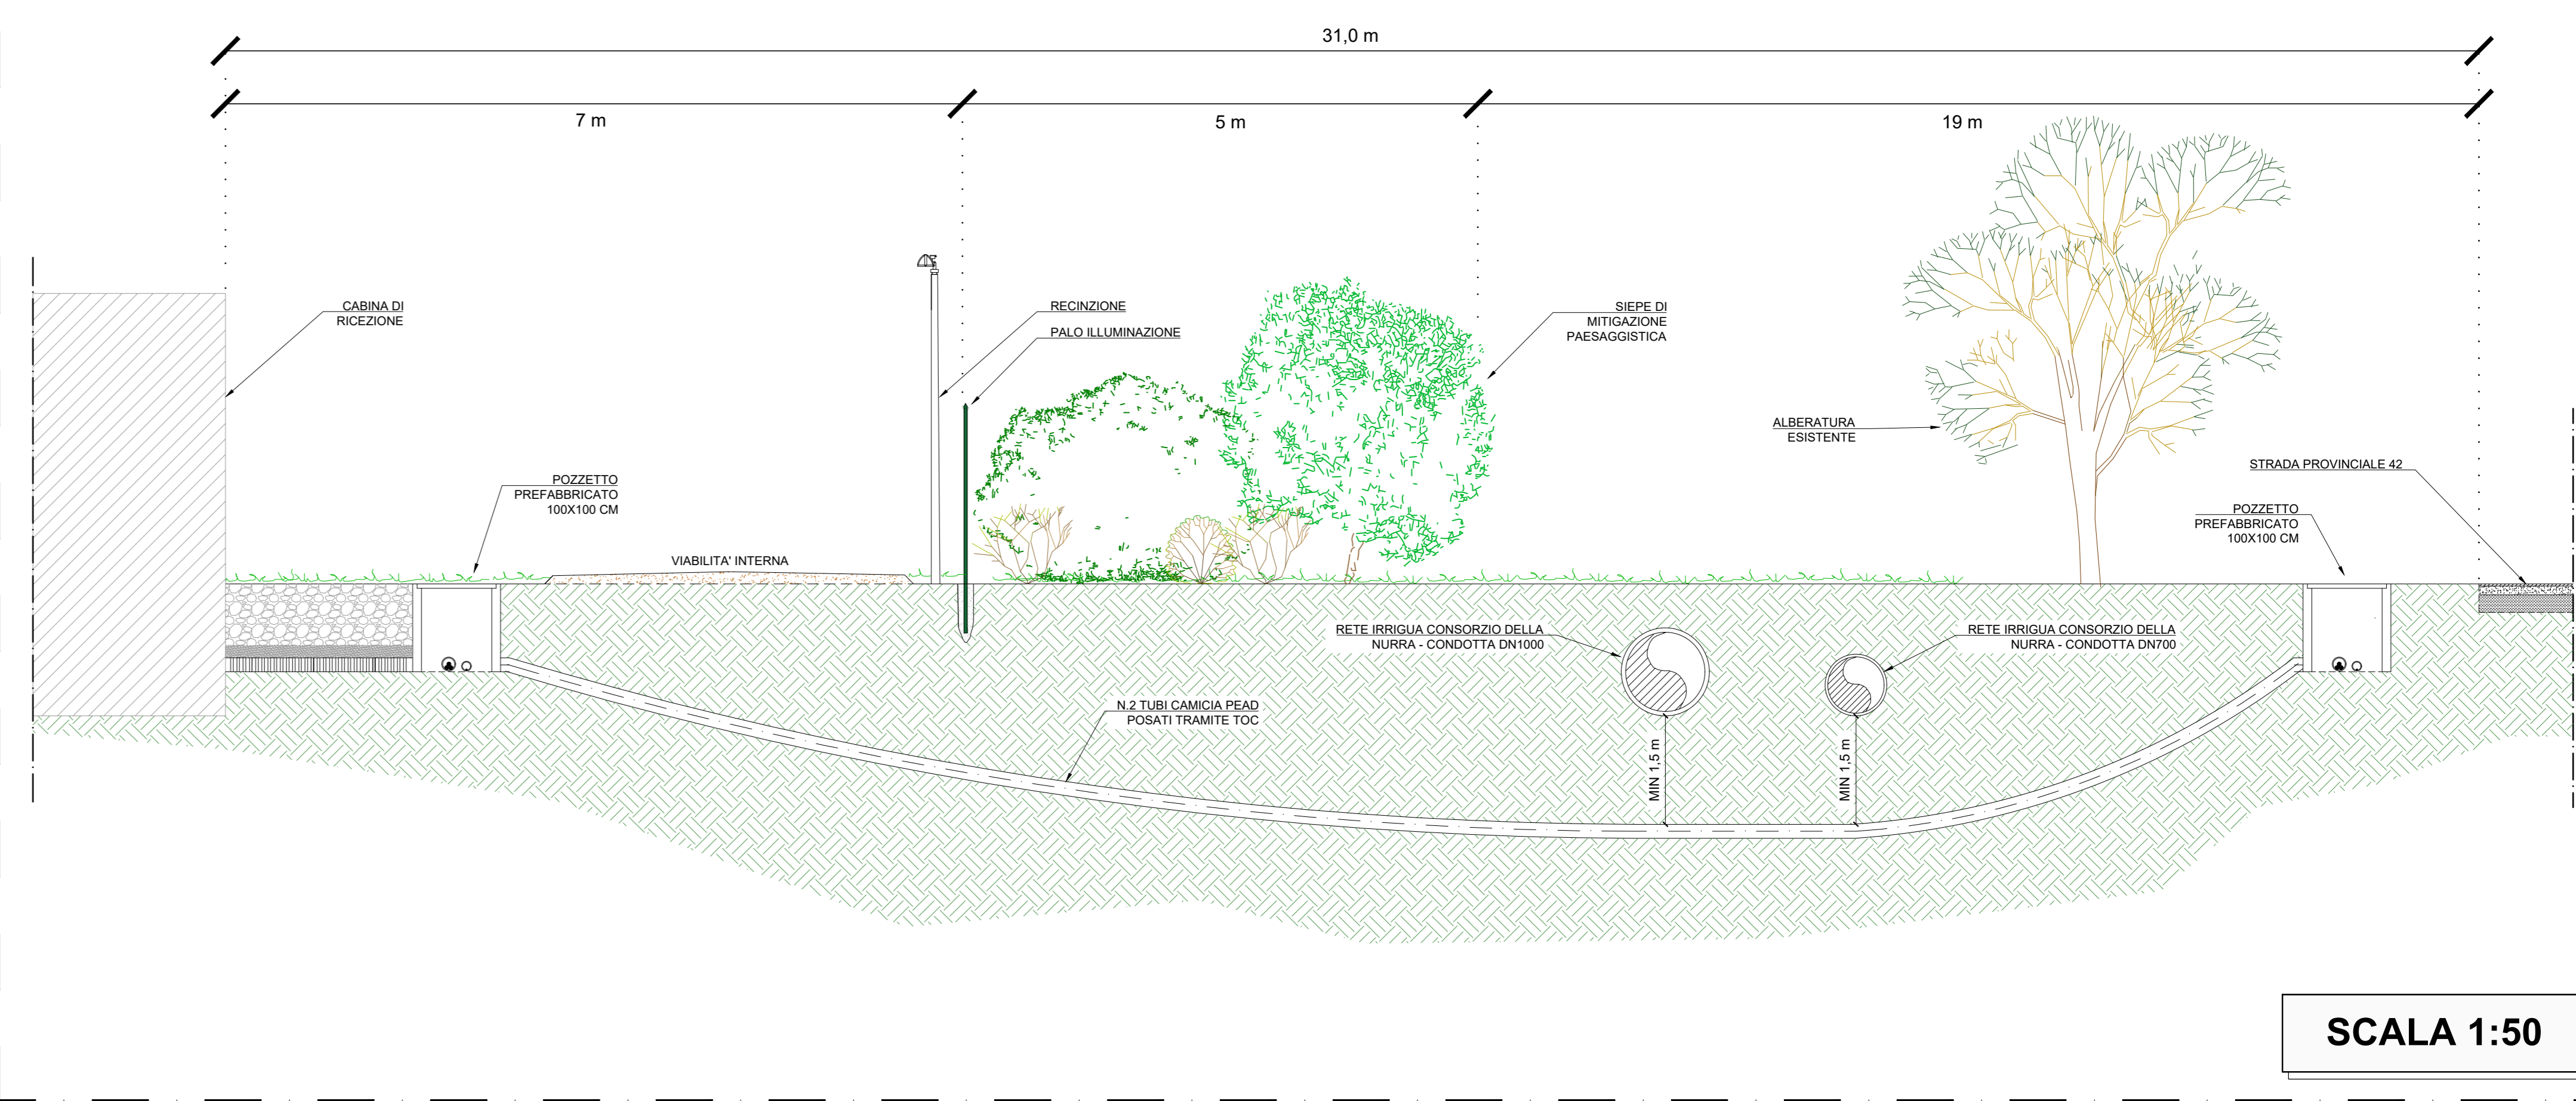 31,0 m
7 m
5 m
19 m
CABINA DI
RICEZIONE
RECINZIONE
PALO ILLUMINAZIONE
SIEPE DI
MITIGAZIONE
PAESAGGISTICA
ALBERATURA
ESISTENTE
STRADA PROVINCIALE 42
POZZETTO
PREFABBRICATO
100X100 CM
POZZETTO
PREFABBRICATO
100X100 CM
VIABILITA' INTERNA
RETE IRRIGUA CONSORZIO DELLA
NURRA - CONDOTTA DN1000
RETE IRRIGUA CONSORZIO DELLA
NURRA - CONDOTTA DN700
N.2 TUBI CAMICIA PEAD
POSATI TRAMITE TOC
MIN 1,5 m
MIN 1,5 m
SCALA 1:50